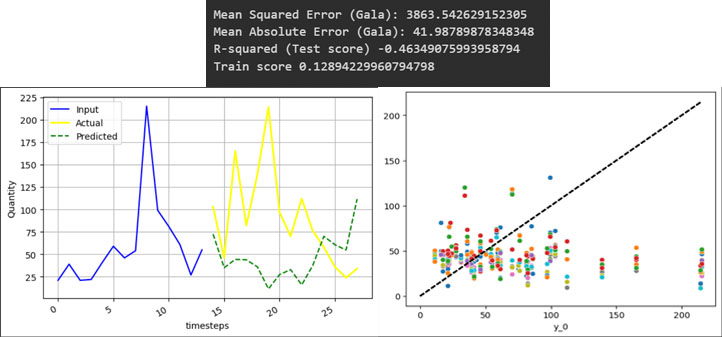 Mean Squared Error (Gala): 3863.542629152305
Mean Absolute Error (Gala): 41.98789878348348
R-squared (Test score) -0.46349075993958794
Train score 0.12894229960794798
225
200
175
150
125
100
75
50
25
Quantity
Input
Actual
Predicted
0
5
10
15
20
25
timesteps
200
150
100
50
0
0
50
100
150
200
y_0